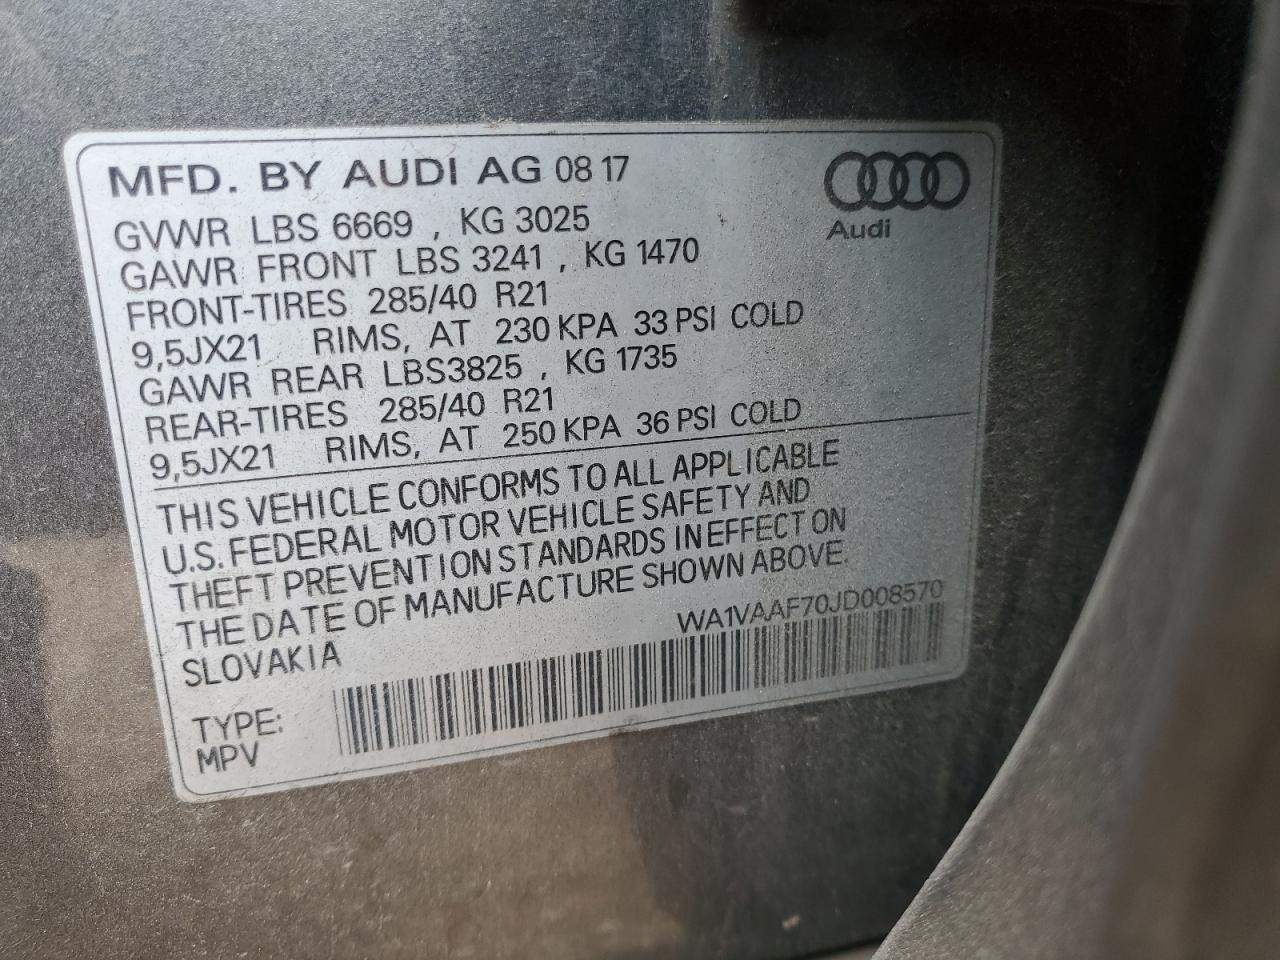 MFD. BY AUDI AG 08 17
Audi
GVWR LBS 6669 , KG 3025
GAWR FRONT LBS 3241 , KG 1470
FRONT-TIRES 285/40 R21
9,5JX21 RIMS, AT 230 KPA 33 PSI COLD
GAWR REAR LBS3825 , KG 1735
REAR-TIRES 285/40 R21
9,5JX21 RIMS, AT 250 KPA 36 PSI COLD
THIS VEHICLE CONFORMS TO ALL APPLICABLE
U.S. FEDERAL MOTOR VEHICLE SAFETY AND
THEFT PREVENTION STANDARDS IN EFFECT ON
THE DATE OF MANUFACTURE SHOWN ABOVE.
SLOVAKIA
WA1VAAF70JD008570
TYPE:
MPV